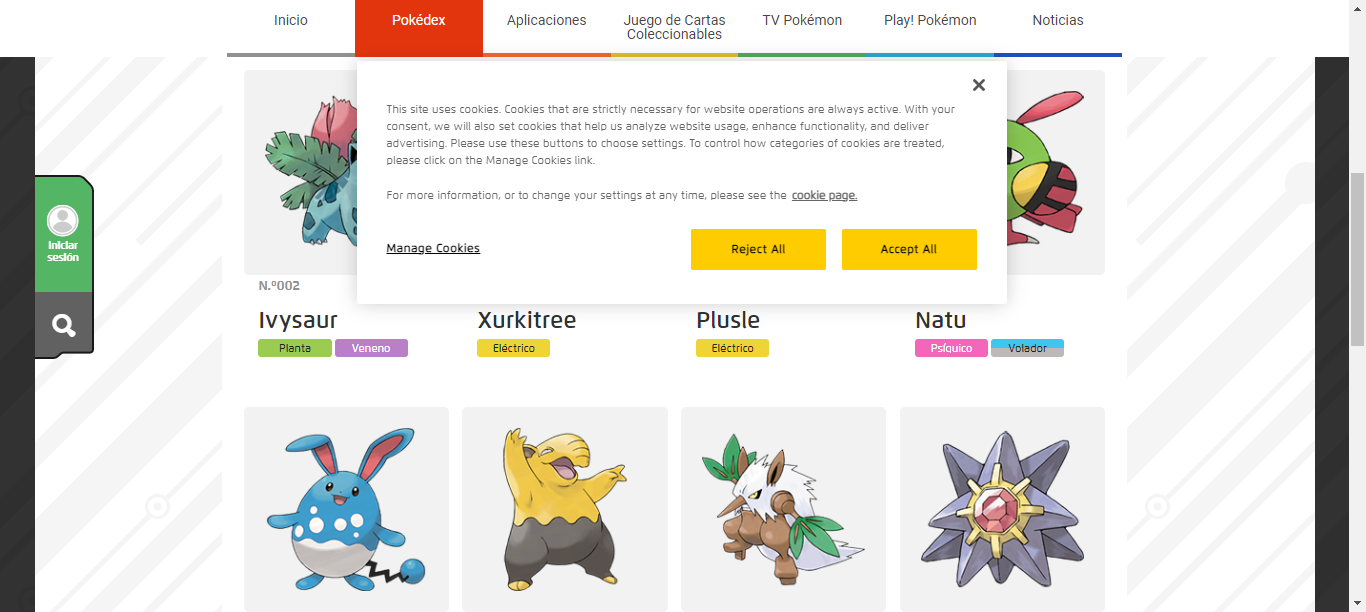 Inicio
Pokédex
Aplicaciones
Juego de Cartas
Coleccionables
TV Pokémon
Play! Pokémon
Noticias
This site uses cookies. Cookies that are strictly necessary for website operations are always active. With your
consent, we will also set cookies that help us analyze website usage, enhance functionality, and deliver
advertising. Please use these buttons to choose settings. To control how categories of cookies are treated,
please click on the Manage Cookies link.
For more information, or to change your settings at any time, please see the cookie page.
Manage Cookies
Reject All
Accept All
Iniciar
sesión
N.º002
Ivysaur
Planta
Veneno
Xurkitree
Eléctrico
Plusle
Eléctrico
Natu
Psíquico
Volador